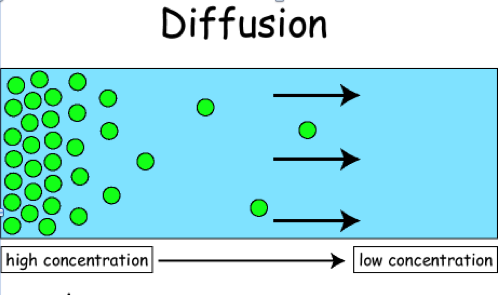 Diffusion
high concentration
low concentration